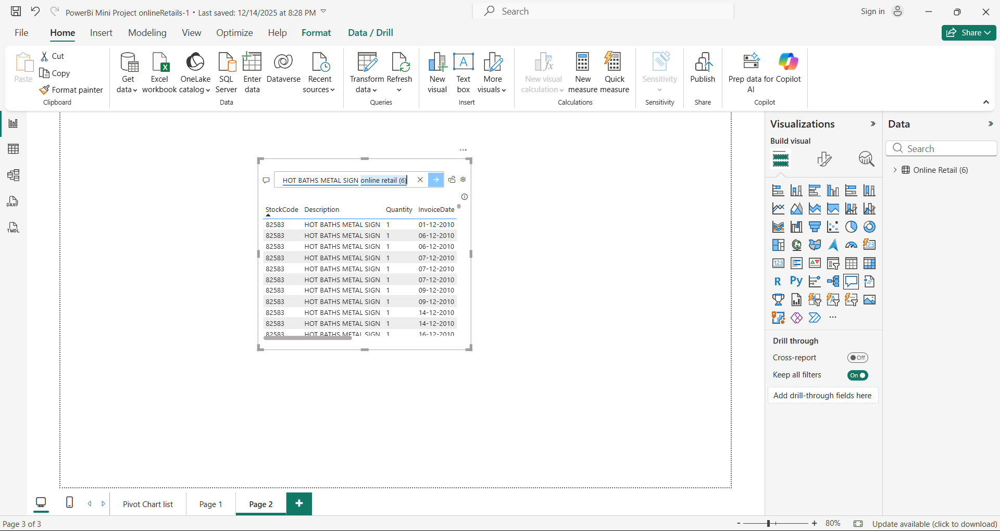 PowerBi Mini Project onlineRetails-1 • Last saved: 12/14/2025 at 8:28 PM
Search
Sign in
File Home Insert Modeling View Optimize Help Format Data / Drill
Share
Paste
Cut
Copy
Format painter
Clipboard
Get data
Excel workbook
OneLake catalog
SQL Server
Enter data
Dataverse
Recent sources
Data
Transform data
Refresh
Queries
New visual
Text box
More visuals
Insert
New visual calculation
New measure
Quick measure
Calculations
Sensitivity
Sensitivity
Publish
Share
Prep data for AI
Copilot
Copilot
DAX
TMDL
HOT BATHS METAL SIGN online retail (6)
StockCode Description Quantity InvoiceDate
82583 HOT BATHS METAL SIGN 1 01-12-2010
82583 HOT BATHS METAL SIGN 1 06-12-2010
82583 HOT BATHS METAL SIGN 1 06-12-2010
82583 HOT BATHS METAL SIGN 1 07-12-2010
82583 HOT BATHS METAL SIGN 1 07-12-2010
82583 HOT BATHS METAL SIGN 1 07-12-2010
82583 HOT BATHS METAL SIGN 1 09-12-2010
82583 HOT BATHS METAL SIGN 1 09-12-2010
82583 HOT BATHS METAL SIGN 1 14-12-2010
82583 HOT BATHS METAL SIGN 1 14-12-2010
82583 HOT BATHS METAL SIGN 1 16-12-2010
Visualizations
Build visual
123
123
R Py
Drill through
Cross-report Off
Keep all filters On
Add drill-through fields here
Data
Search
Online Retail (6)
Pivot Chart list Page 1 Page 2
Page 3 of 3
- + 80%
Update available (click to download)